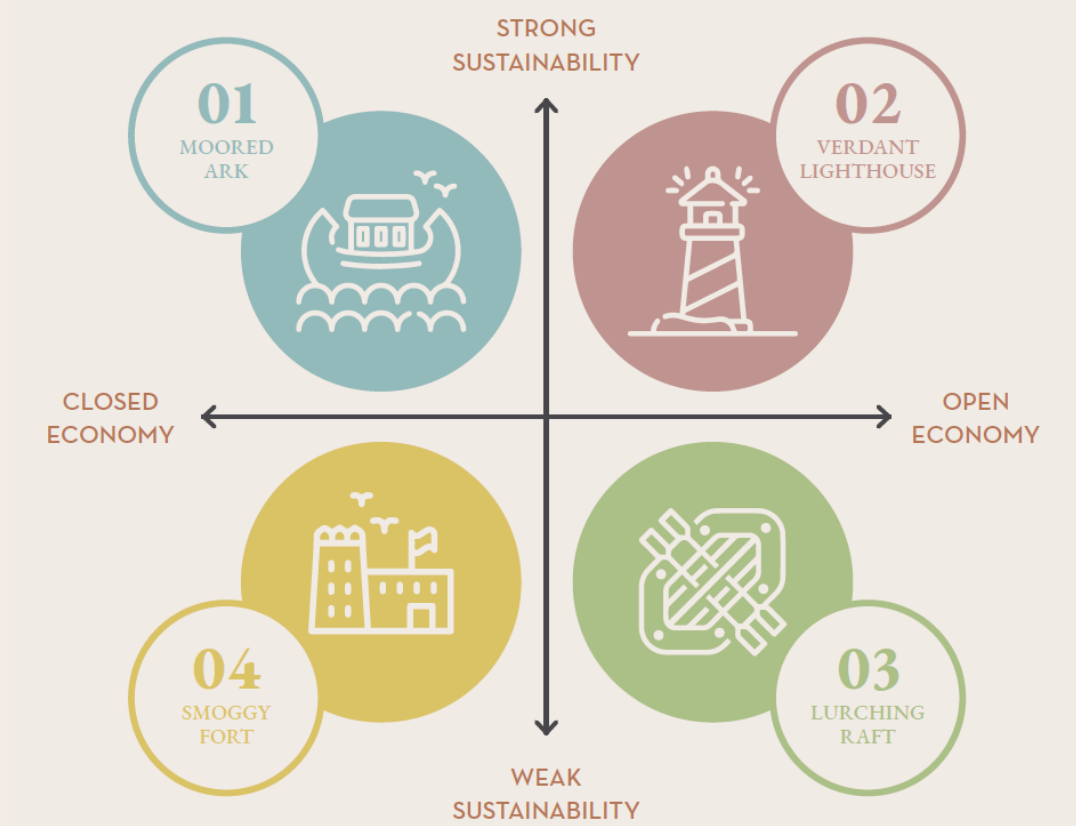 STRONG
SUSTAINABILITY
01
MOORED
ARK
02
VERDANT
LIGHTHOUSE
CLOSED
ECONOMY
OPEN
ECONOMY
04
SMOGGY
FORT
03
LURCHING
RAFT
WEAK
SUSTAINABILITY